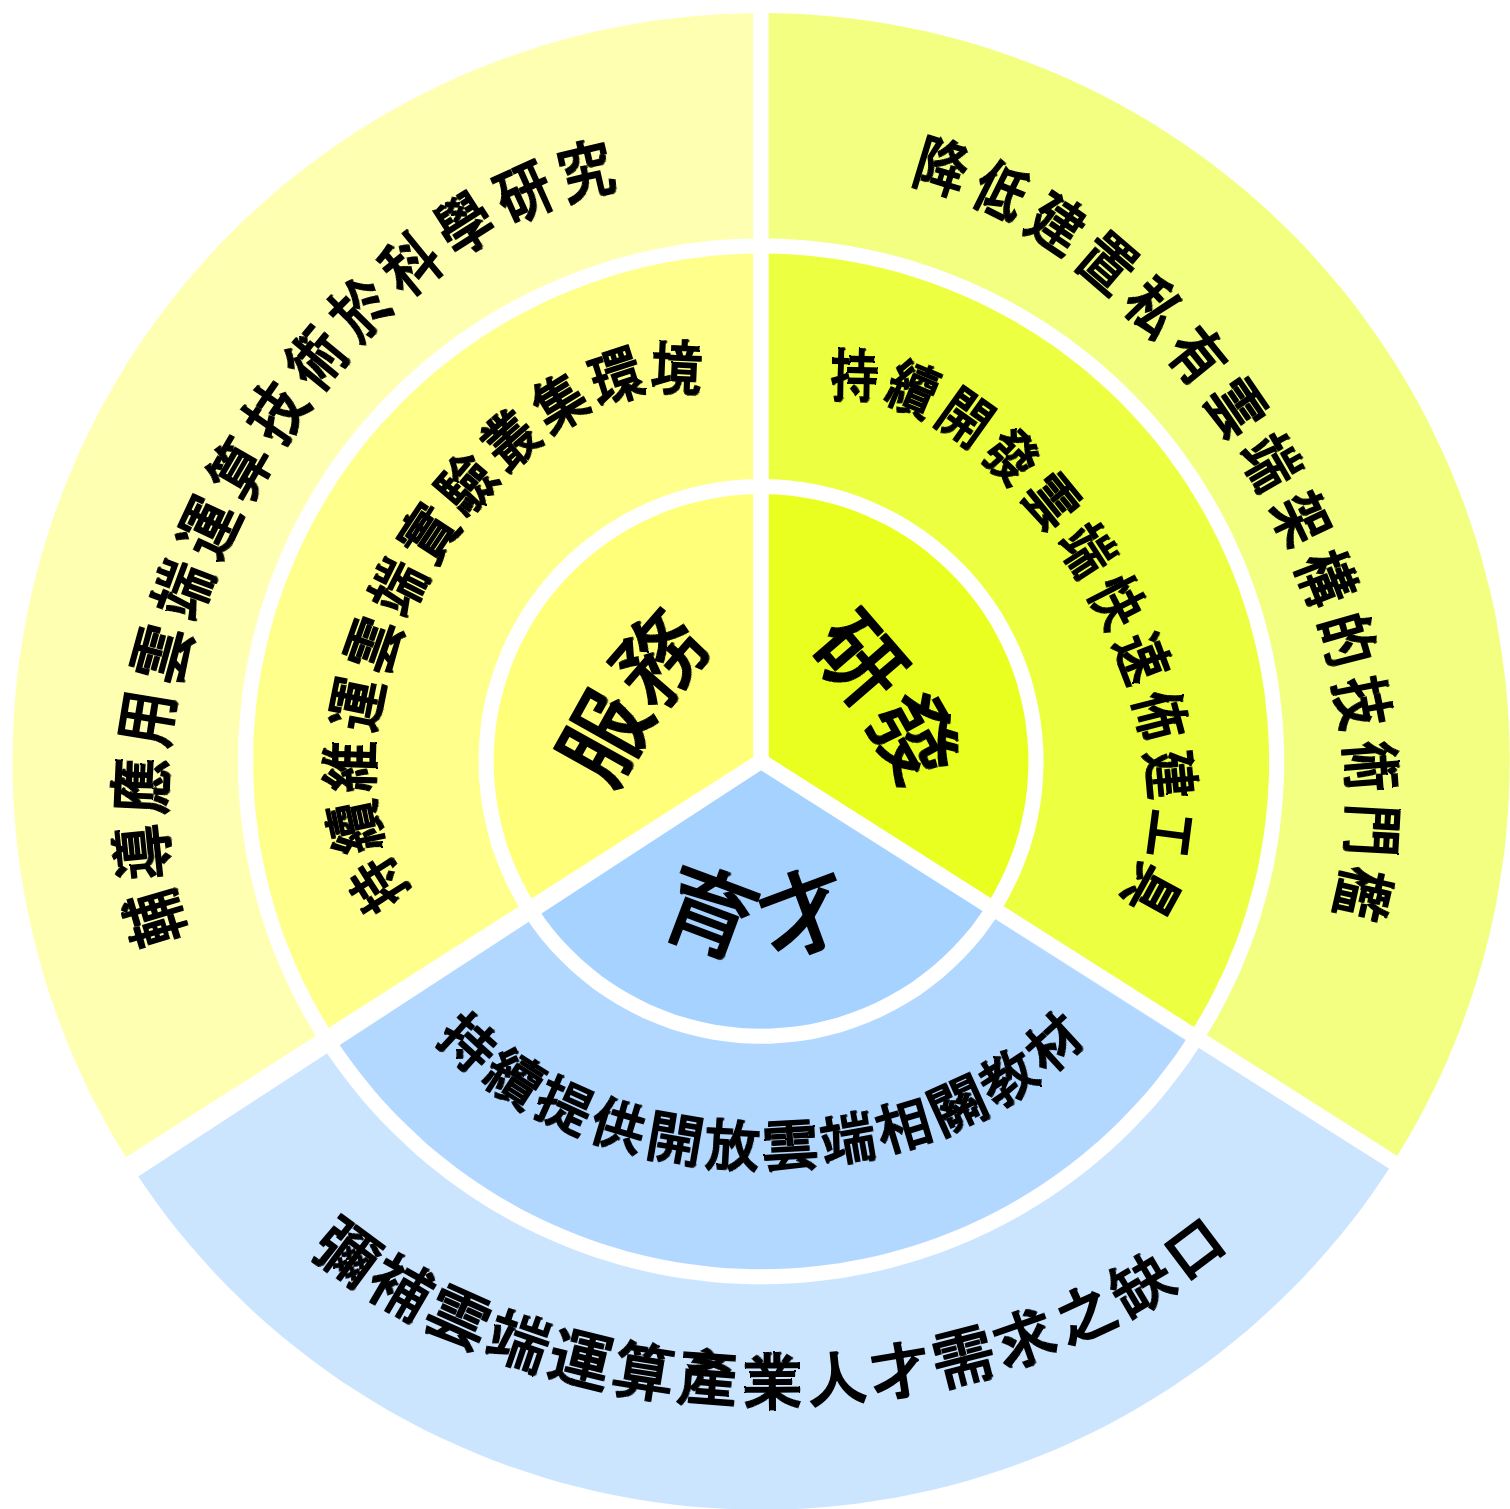 輔導應用雲端運算技術於科學研究
持續維運雲端實驗叢集環境
服務
降低建置私有雲端架構的技術門檻
持續開發雲端快速佈建工具
研發
育才
持續提供開放雲端相關教材
彌補雲端運算產業人才需求之缺口